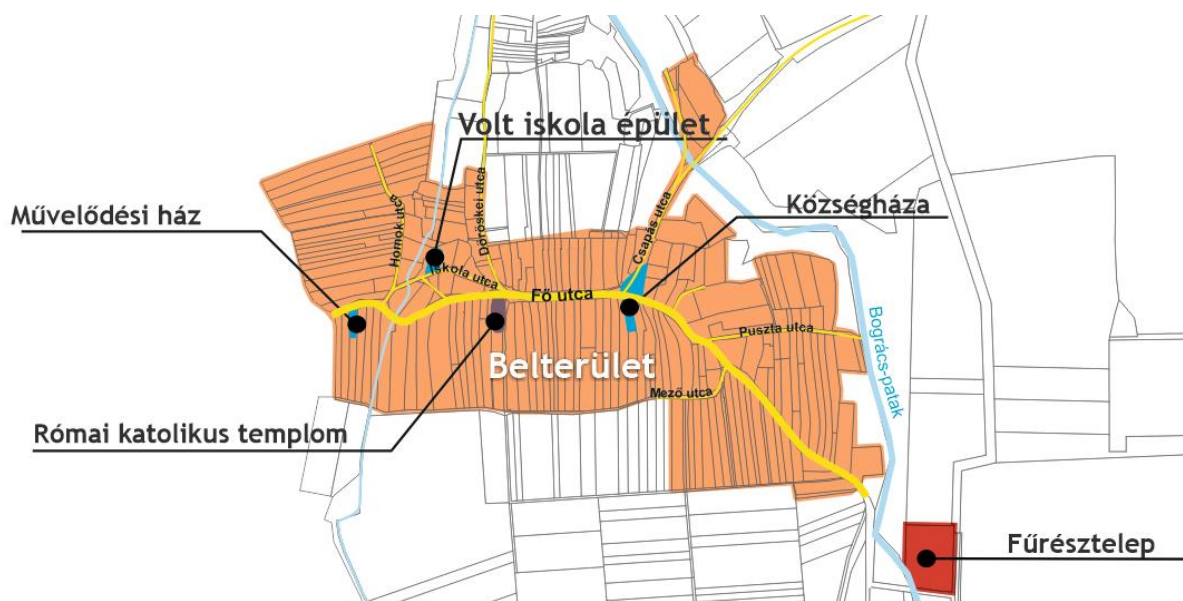 Volt iskola épület
Művelődési ház
Községháza
Homok utca
Döröskei utca
Csapás utca
Iskola utca
Fő utca
Puszta utca
Belterület
Mező utca
Bogrács-patak
Római katolikus templom
Fűrésztelep